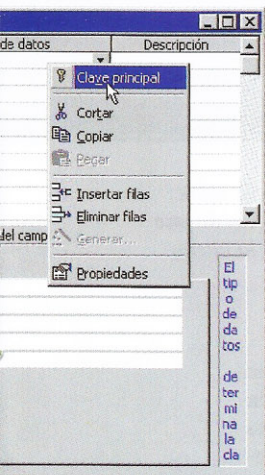 de datos
Descripción
Clave principal
Cortar
Copiar
Pegar
Insertar filas
Eliminar filas
Generar...
Propiedades
del camp
El
tip
o
de
da
tos
de
ter
mi
na
la
cla